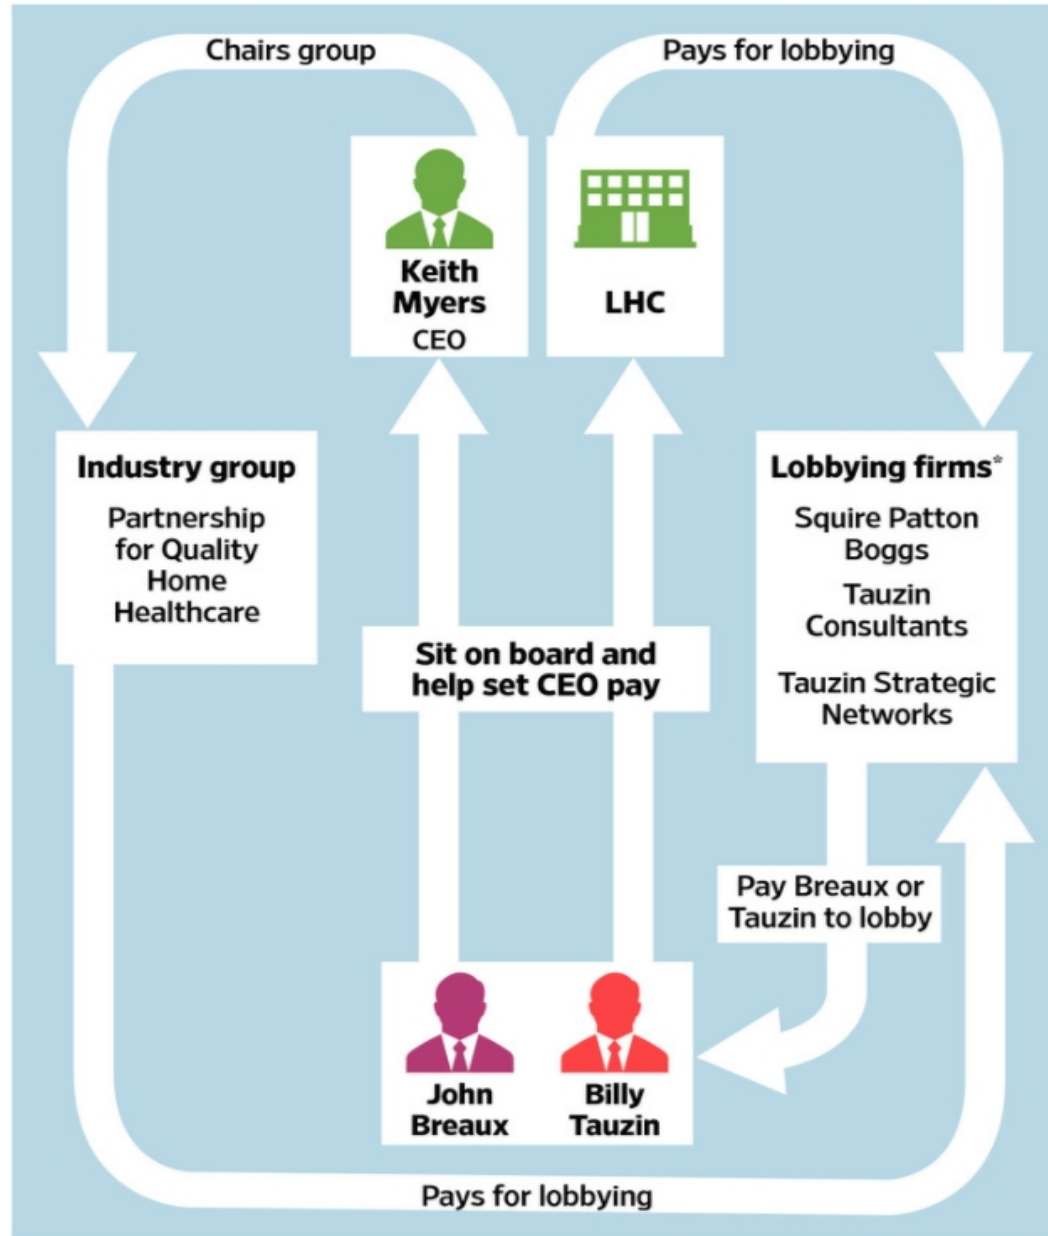 Chairs group
Pays for lobbying
Keith
Myers
CEO
LHC
Industry group
Partnership
for Quality
Home
Healthcare
Lobbying firms*
Squire Patton
Boggs
Tauzin
Consultants
Tauzin Strategic
Networks
Sit on board and
help set CEO pay
Pay Breaux or
Tauzin to lobby
John
Breaux
Billy
Tauzin
Pays for lobbying